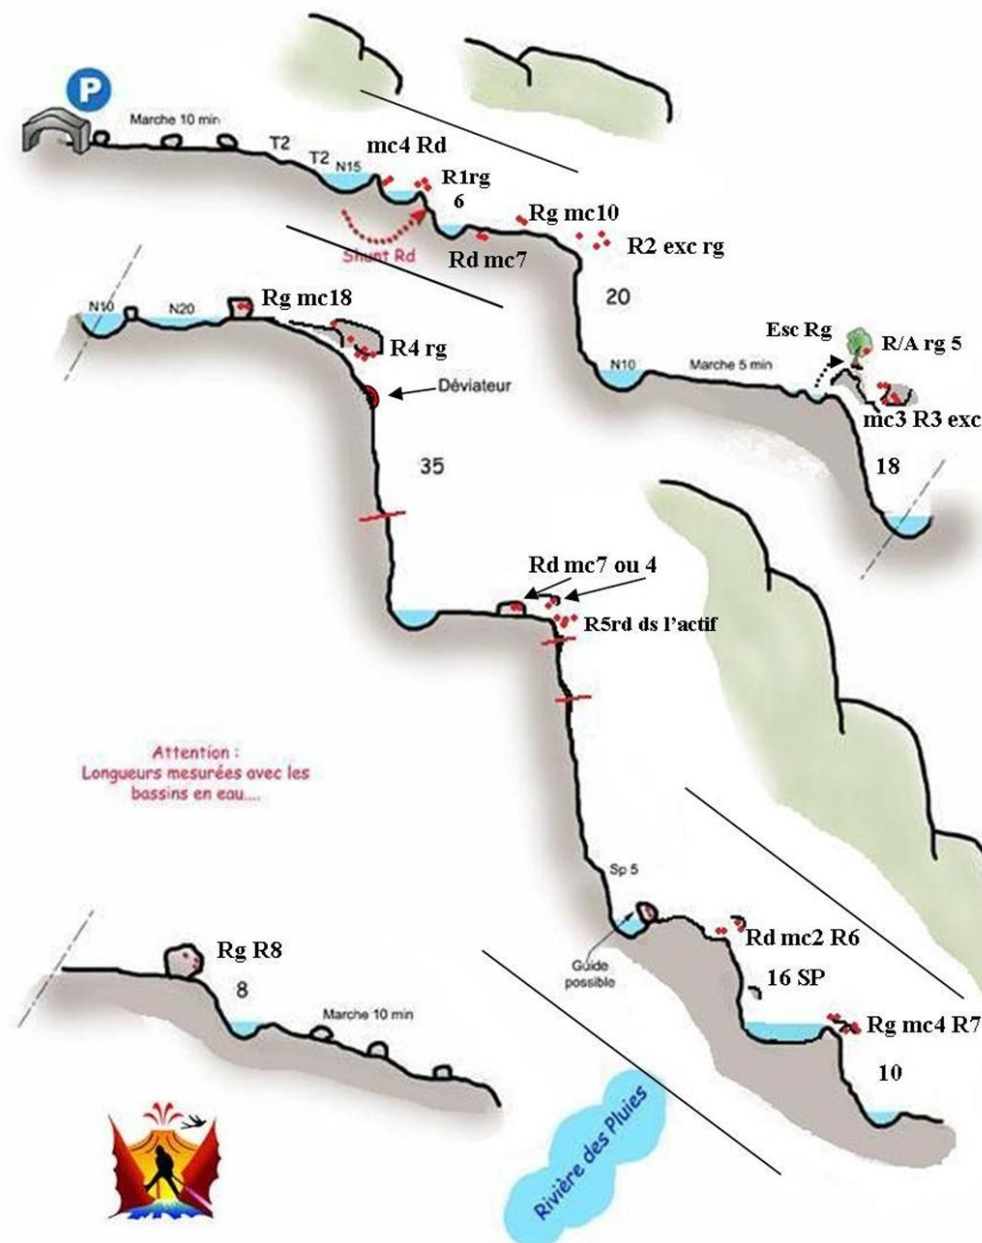 P
Marche 10 min
T2
T2
N15
mc4 Rd
R1rg
6
Rg mc10
R2 exc rg
Shunt Rd
Rd mc7
20
N10
Marche 5 min
Esc Rg
R/A rg 5
mc3 R3 exc
18
N10
N20
Rg mc18
R4 rg
Déviateur
35
Rd mc7 ou 4
R5rd ds l'actif
Attention :
Longueurs mesurées avec les
bassins en eau....
Sp 5
Guide
possible
Rd mc2 R6
16 SP
Rg mc4 R7
10
Rg R8
8
Marche 10 min
Rivière des Pluies